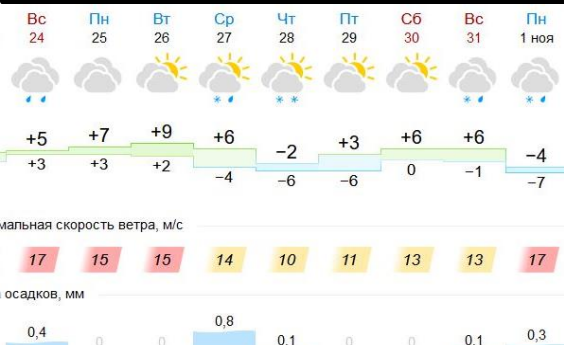 Вс Пн Вт Ср Чт Пт Сб Вс Пн
24 25 26 27 28 29 30 31 1 ноя
+5 +7 +9 +6 −2 +3 +6 +6 −4
+3 +3 +2 −4 −6 −6 0 −1 −7
мальная скорость ветра, м/с
17 15 15 14 10 11 13 13 17
осадков, мм
0,4 0 0 0,8 0,1 0 0 0,1 0,3